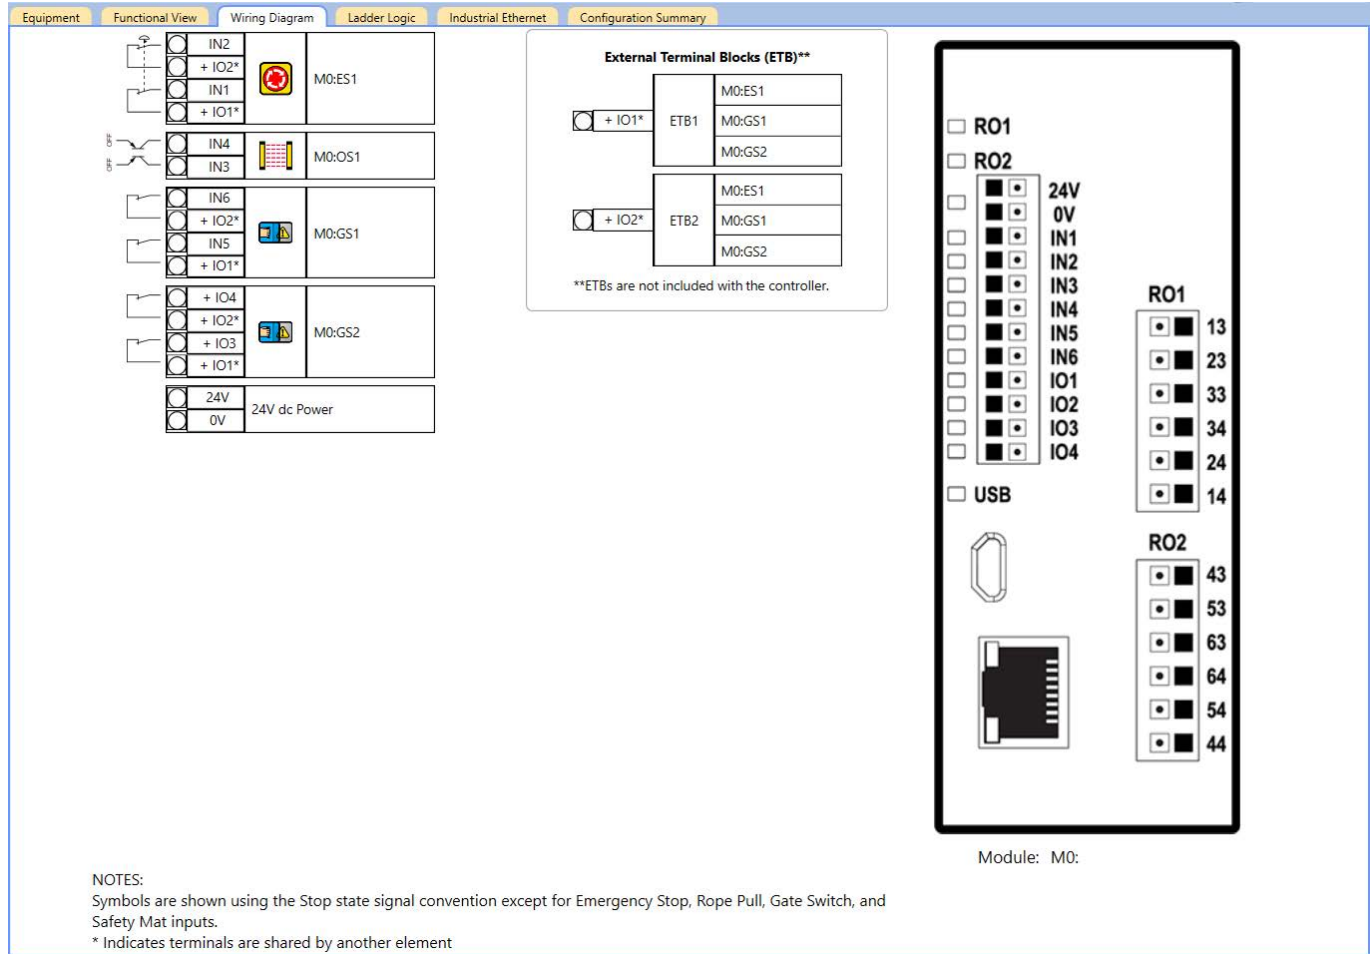 Equipment
Functional View
Wiring Diagram
Ladder Logic
Industrial Ethernet
Configuration Summary
IN2
+ IO2*
IN1
+ IO1*
M0:ES1
OFF
OFF
IN4
IN3
M0:OS1
IN6
+ IO2*
IN5
+ IO1*
M0:GS1
+ IO4
+ IO2*
+ IO3
+ IO1*
M0:GS2
24V
0V
24V dc Power
External Terminal Blocks (ETB)**
+ IO1*
ETB1
M0:ES1
M0:GS1
M0:GS2
+ IO2*
ETB2
M0:ES1
M0:GS1
M0:GS2
**ETBs are not included with the controller.
RO1
RO2
24V
0V
IN1
IN2
IN3
IN4
IN5
IN6
IO1
IO2
IO3
IO4
USB
RO1
13
23
33
34
24
14
RO2
43
53
63
64
54
44
Module: M0:
NOTES:
Symbols are shown using the Stop state signal convention except for Emergency Stop, Rope Pull, Gate Switch, and
Safety Mat inputs.
* Indicates terminals are shared by another element